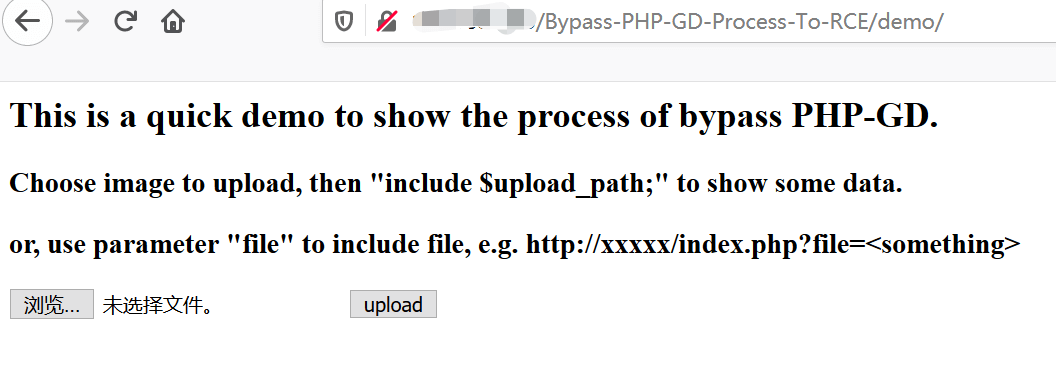 /Bypass-PHP-GD-Process-To-RCE/demo/
This is a quick demo to show the process of bypass PHP-GD.
Choose image to upload, then "include $upload_path;" to show some data.
or, use parameter "file" to include file, e.g. http://xxxxx/index.php?file=<something>
浏览... 未选择文件。 upload